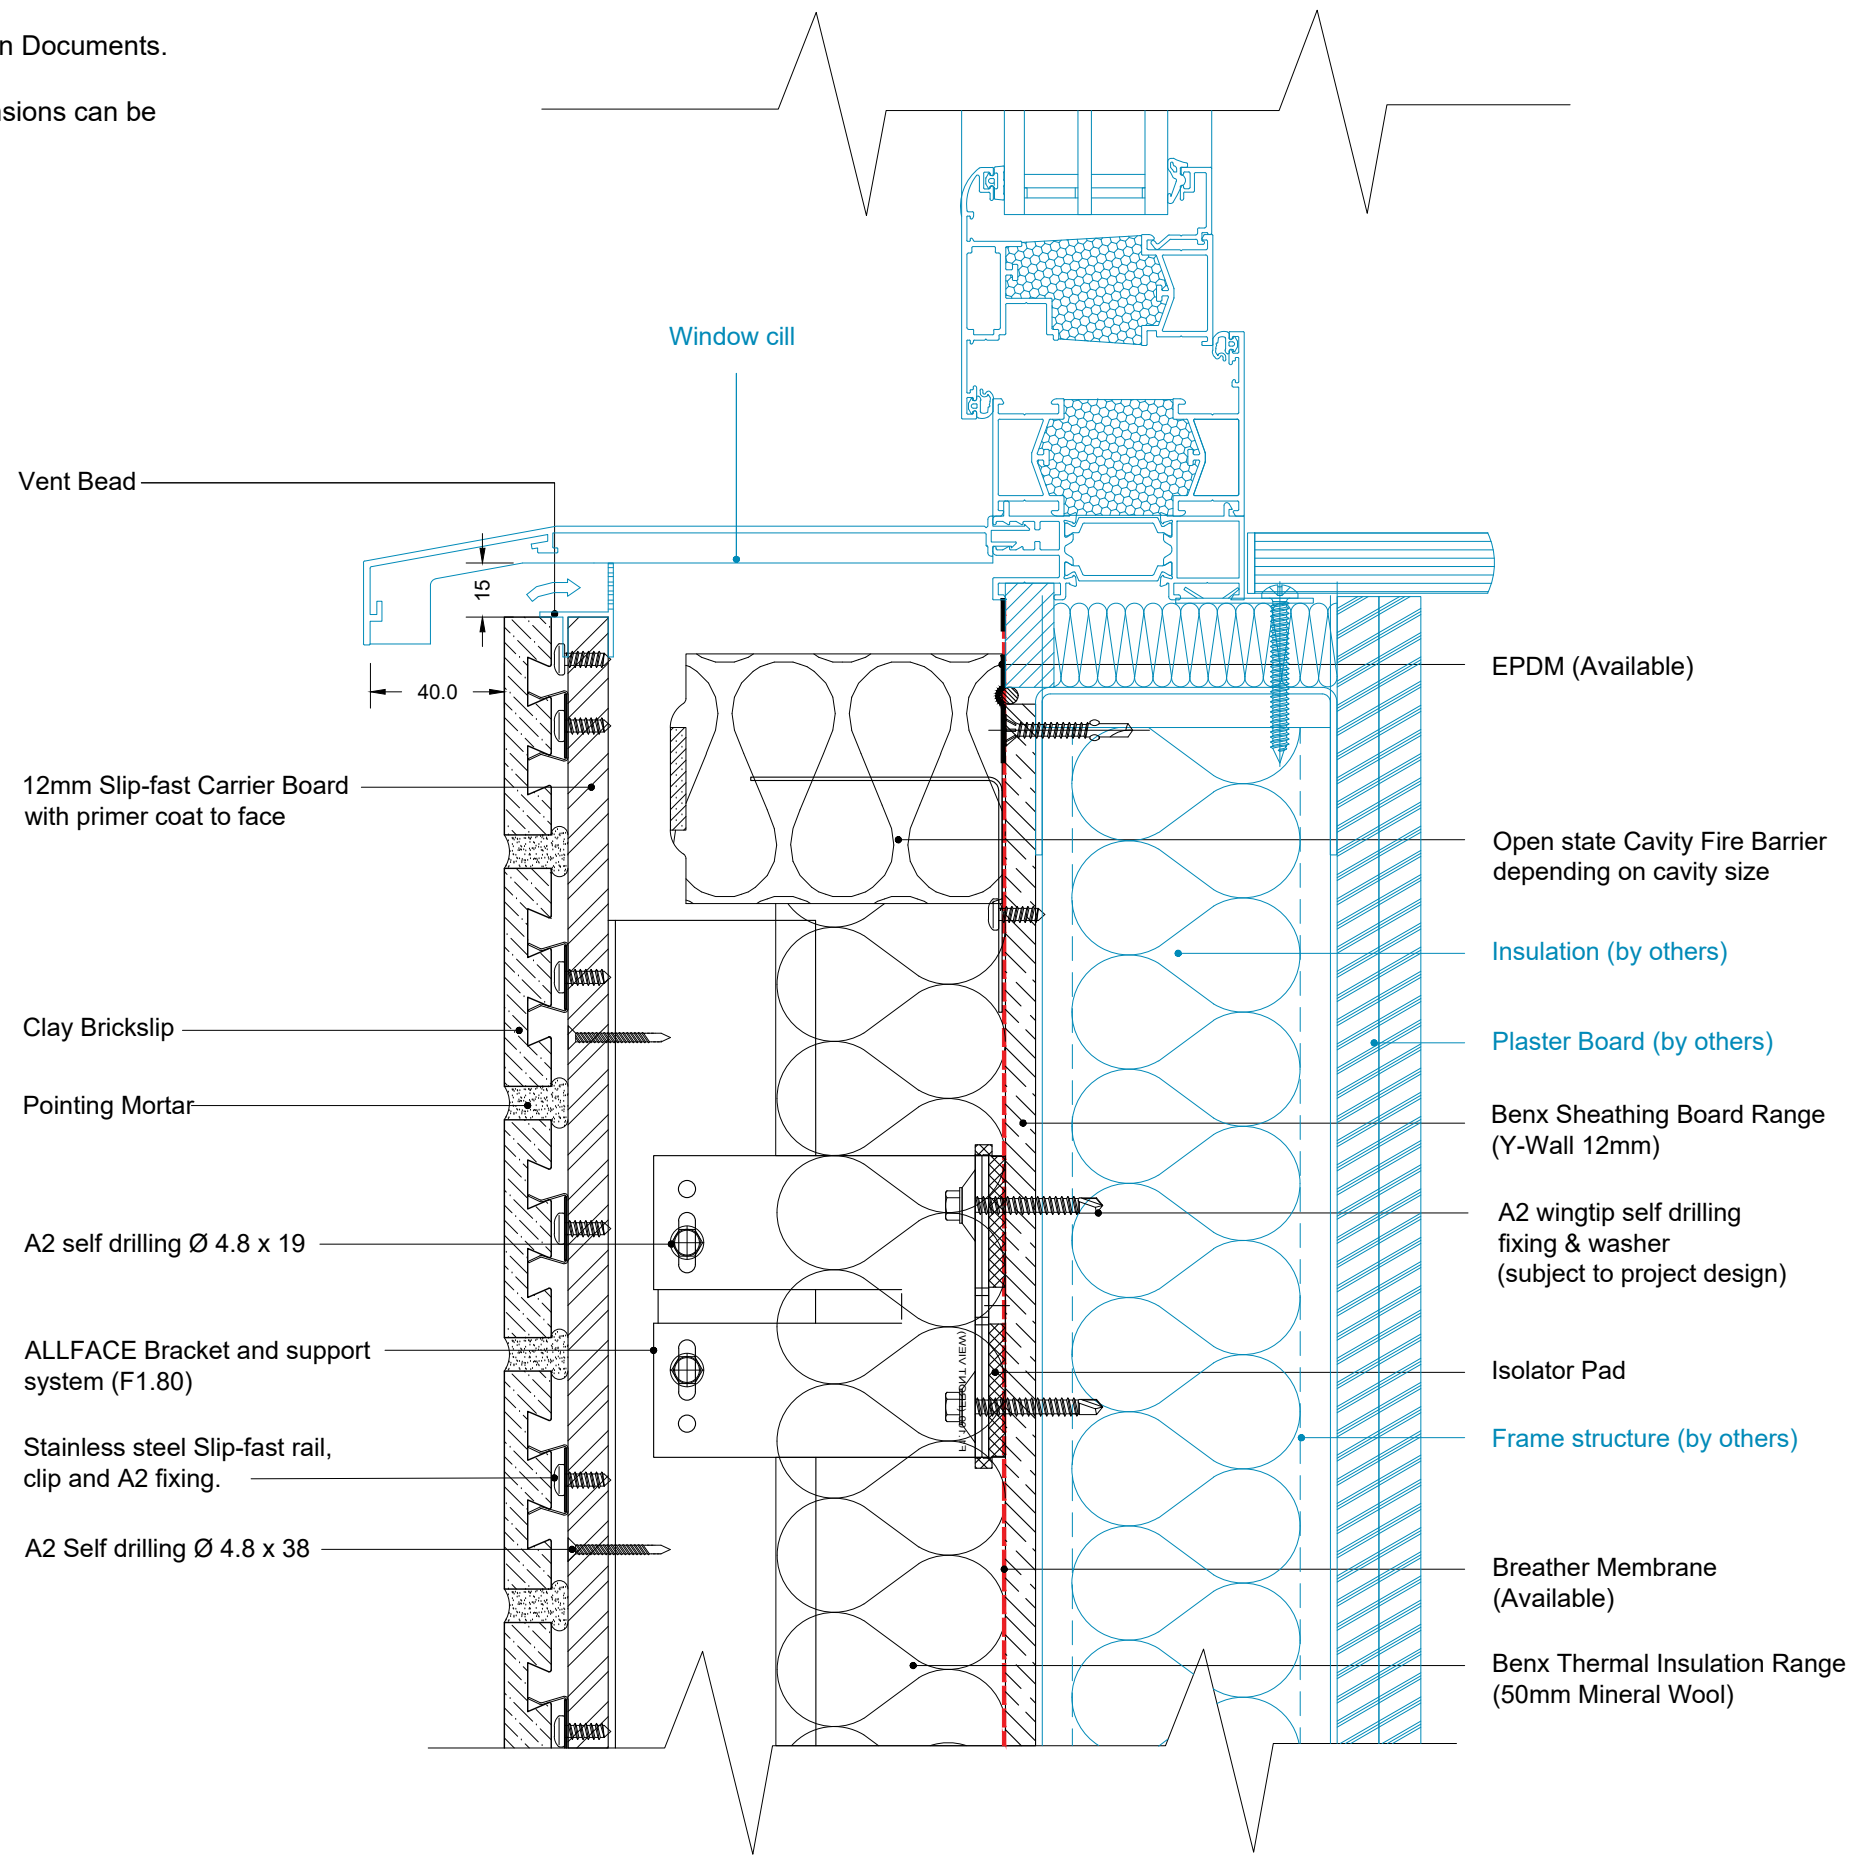 n Documents.
nsions can be
Window cill
Vent Bead
15
40.0
12mm Slip-fast Carrier Board
with primer coat to face
Clay Brickslip
Pointing Mortar
A2 self drilling Ø 4.8 x 19
ALLFACE Bracket and support
system (F1.80)
Stainless steel Slip-fast rail,
clip and A2 fixing.
A2 Self drilling Ø 4.8 x 38
EPDM (Available)
Open state Cavity Fire Barrier
depending on cavity size
Insulation (by others)
Plaster Board (by others)
Benx Sheathing Board Range
(Y-Wall 12mm)
A2 wingtip self drilling
fixing & washer
(subject to project design)
Isolator Pad
Frame structure (by others)
Breather Membrane
(Available)
Benx Thermal Insulation Range
(50mm Mineral Wool)